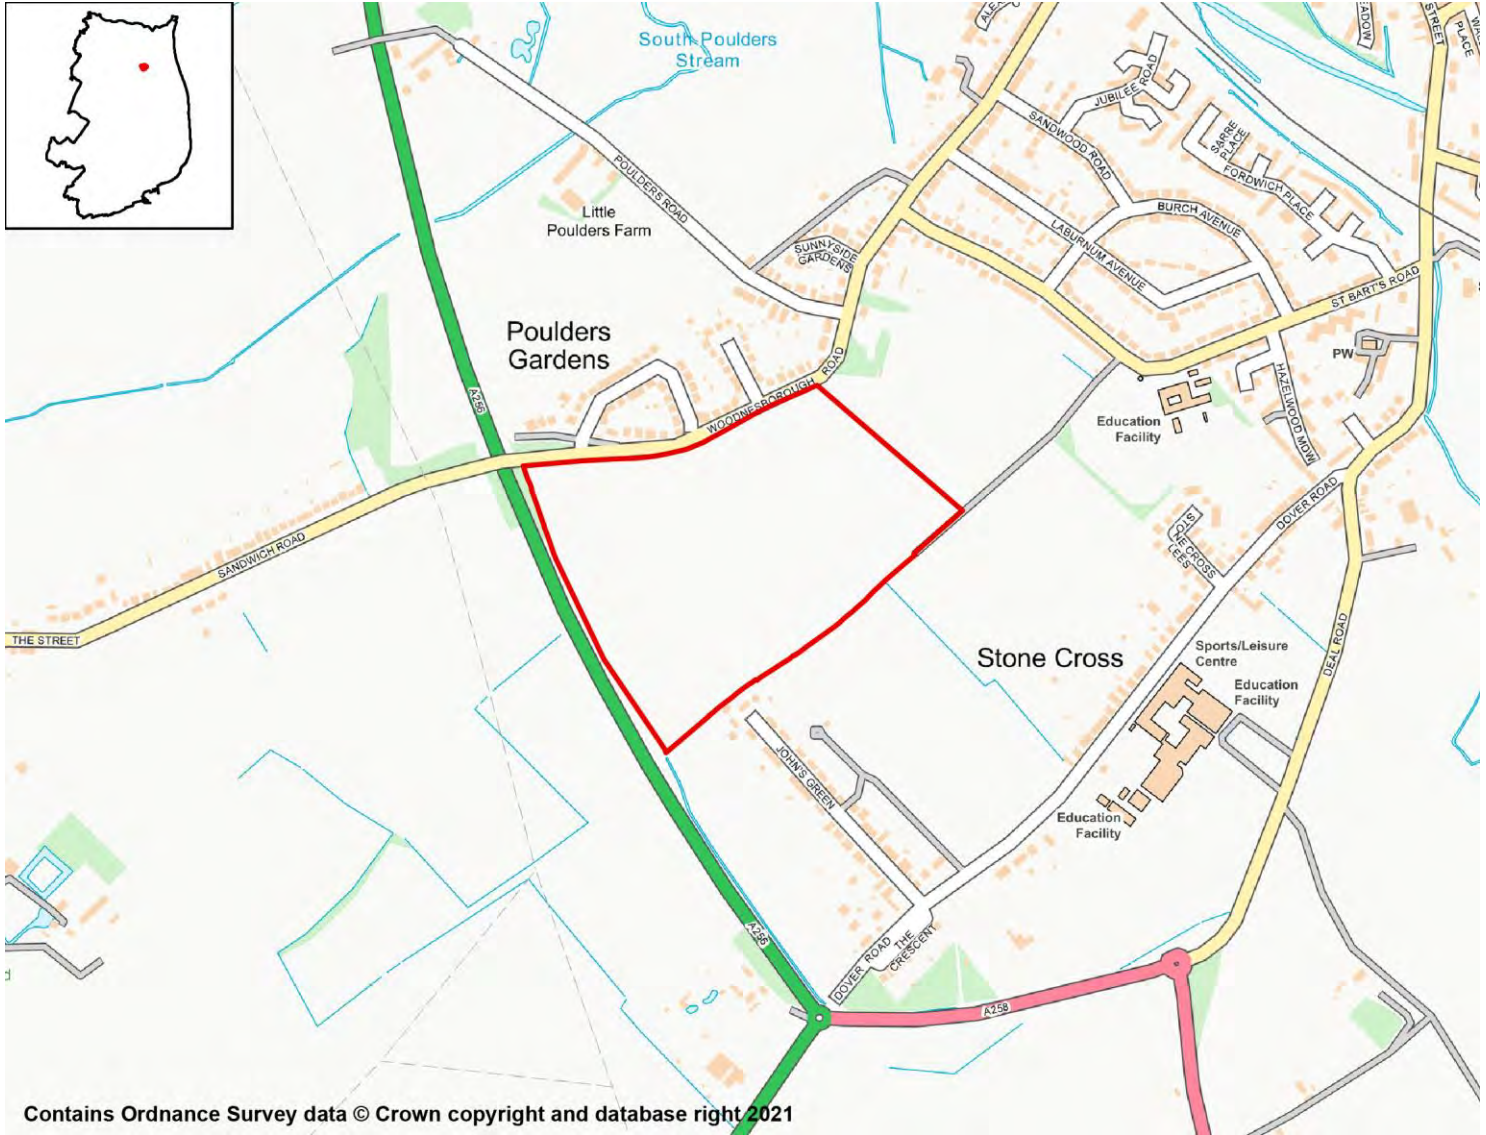 South Poulders
Stream
ALE
JUBILEE ROAD
SANDWOOD ROAD
SARRE
PLACE
FORDWICH PLACE
EADOW
STREET
PLACE
POULDERS ROAD
Little
Poulders Farm
SUNNYSIDE
GARDENS
BURCH AVENUE
LABURNUM AVENUE
ST BART'S ROAD
PW
HAZELWOOD MDW
Poulders
Gardens
A256
WOODNESBOROUGH ROAD
Education
Facility
SANDWICH ROAD
THE STREET
DOVER ROAD
STONE CROSS
LEES
Stone Cross
Sports/Leisure
Centre
Education
Facility
DEAL ROAD
JOHN'S GREEN
Education
Facility
A256
DOVER ROAD
THE
CRESCENT
A258
d
Contains Ordnance Survey data © Crown copyright and database right 2021